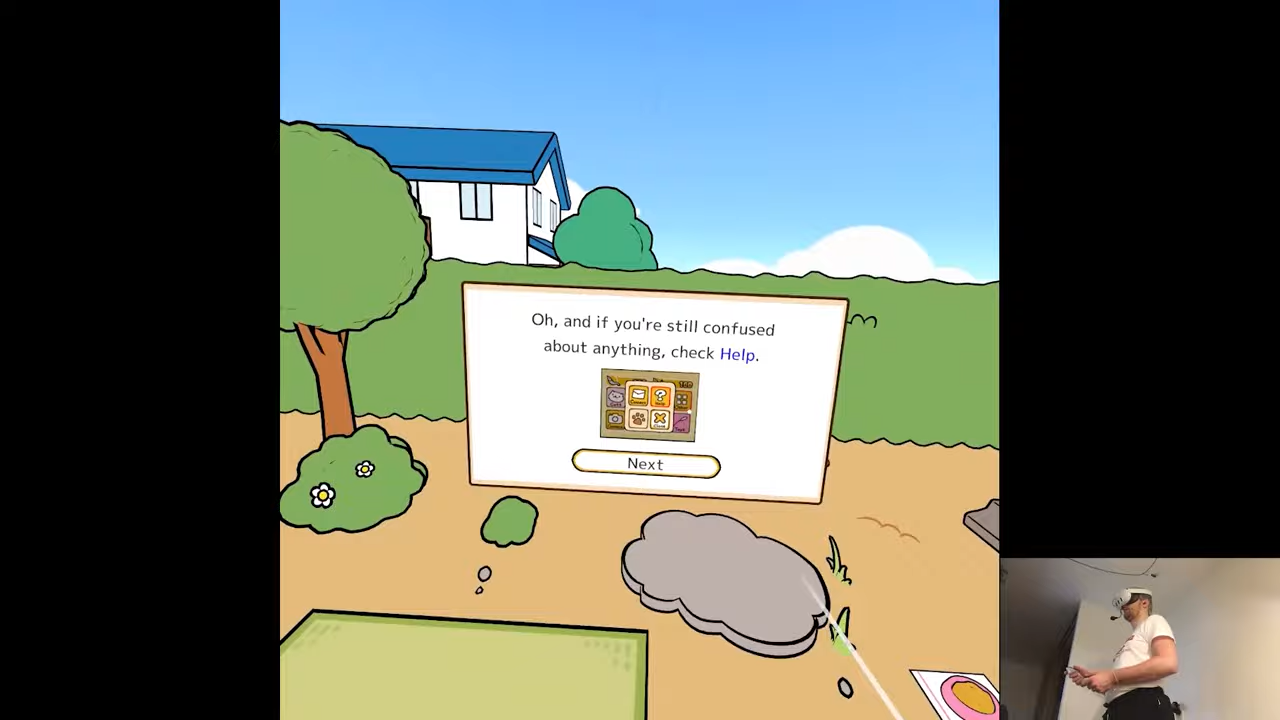 Oh, and if you're still confused
about anything, check Help.
Next